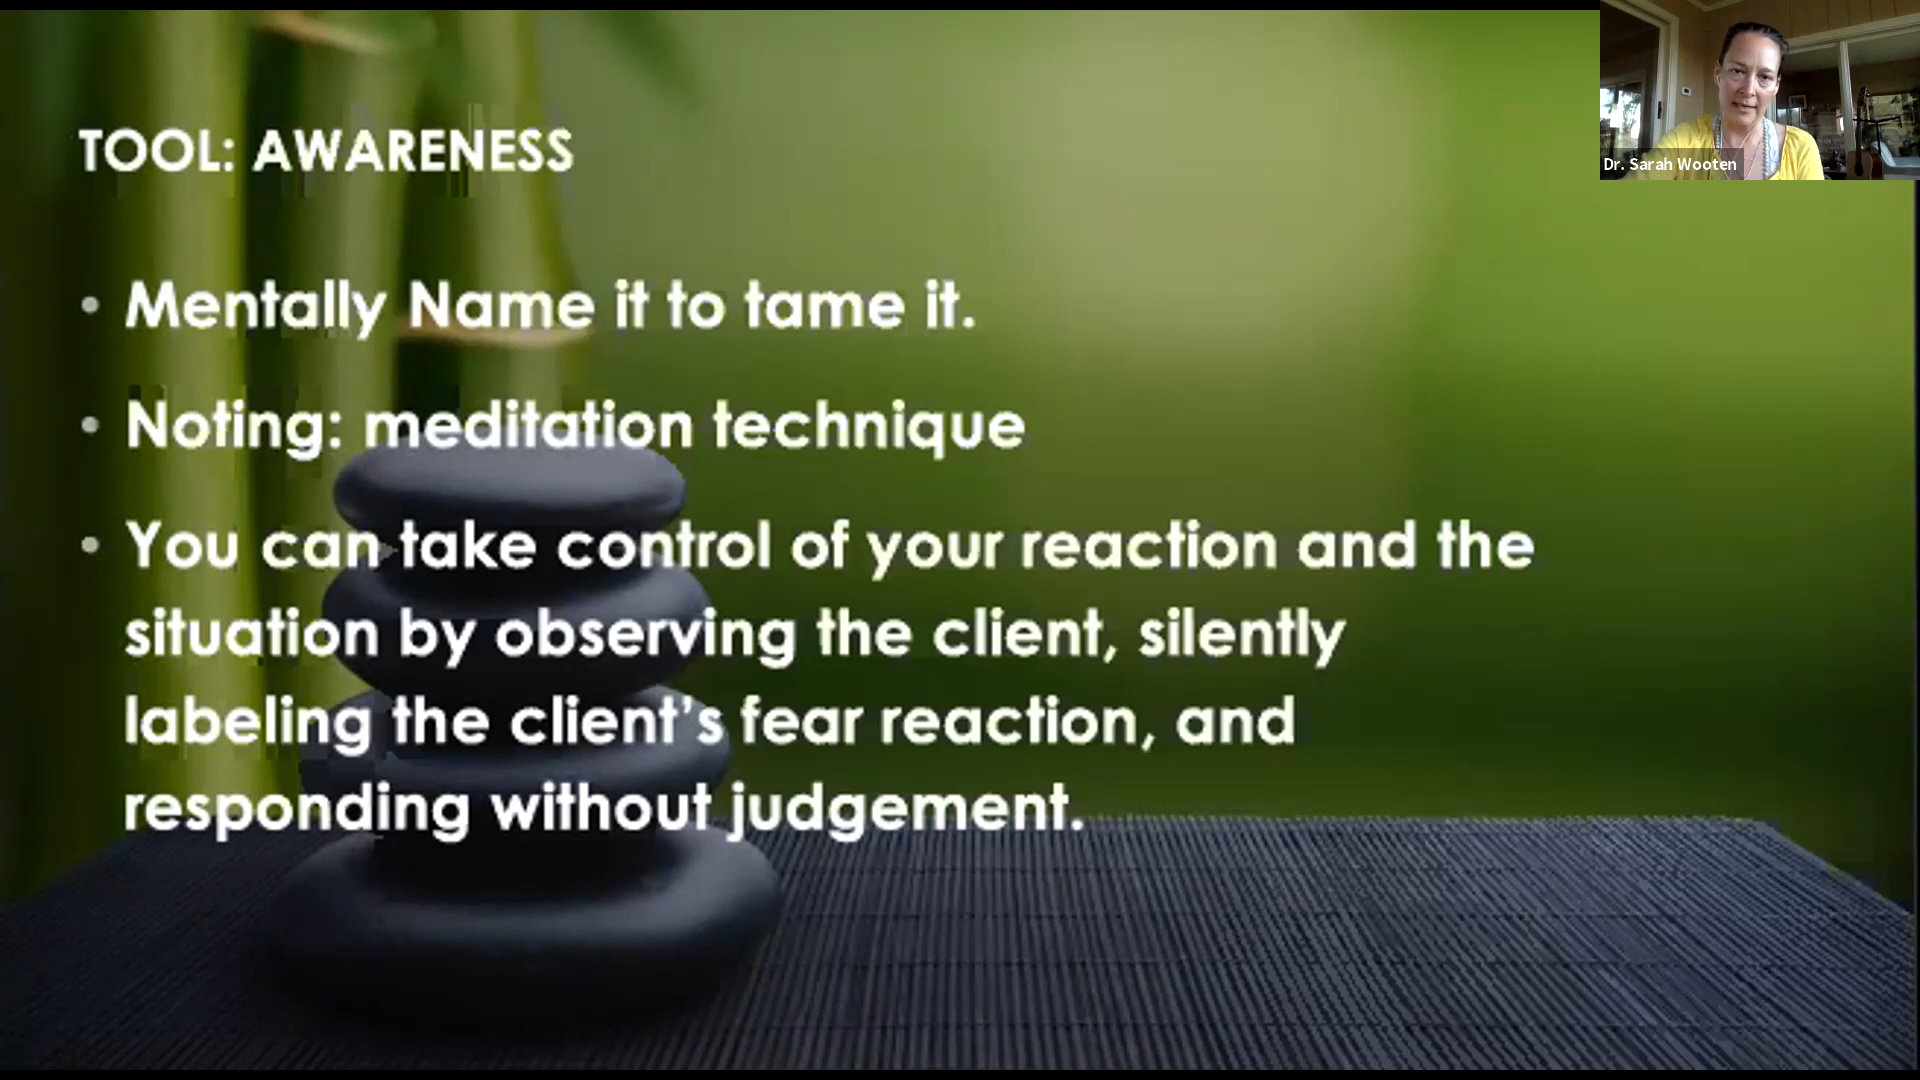 TOOL: AWARENESS
Dr. Sarah Wooten
• Mentally Name it to tame it.
• Noting: meditation technique
• You can take control of your reaction and the
situation by observing the client, silently
labeling the client's fear reaction, and
responding without judgement.